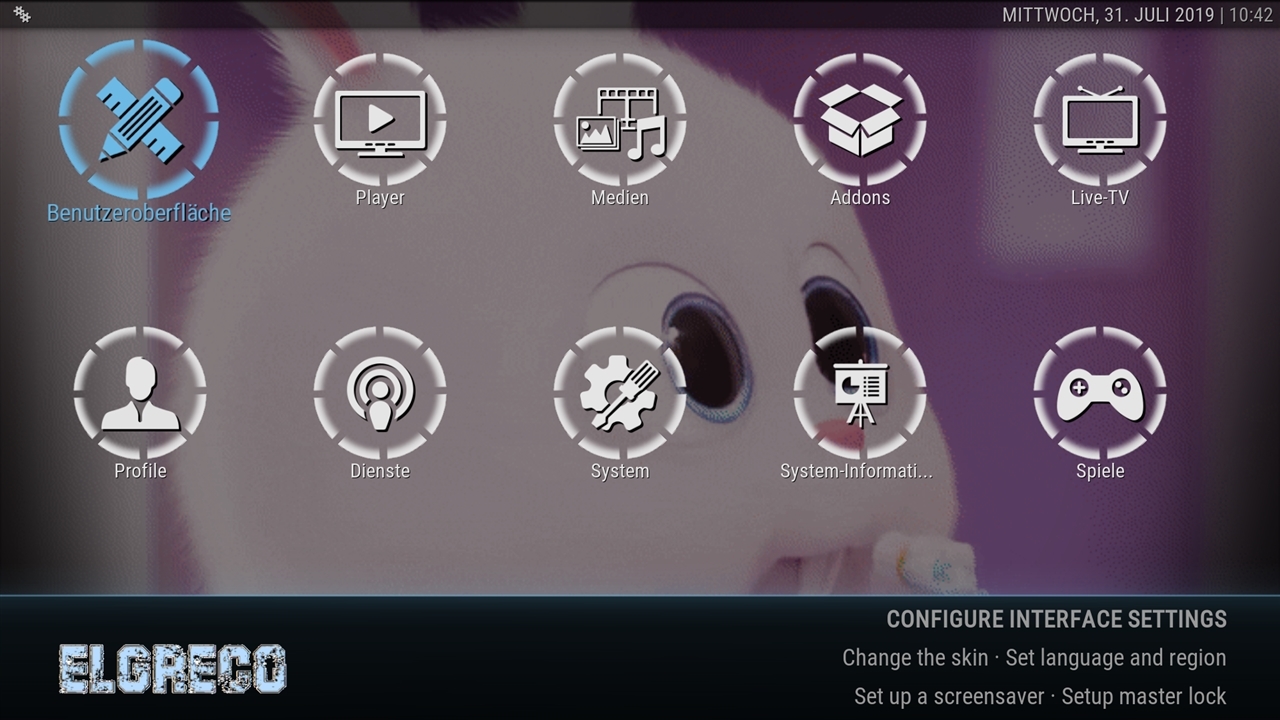 MITTWOCH, 31. JULI 2019 | 10:42
Benutzeroberfläche
Player
Medien
Addons
Live-TV
Profile
Dienste
System
System-Informati...
Spiele
ELGRECO
CONFIGURE INTERFACE SETTINGS
Change the skin · Set language and region
Set up a screensaver · Setup master lock